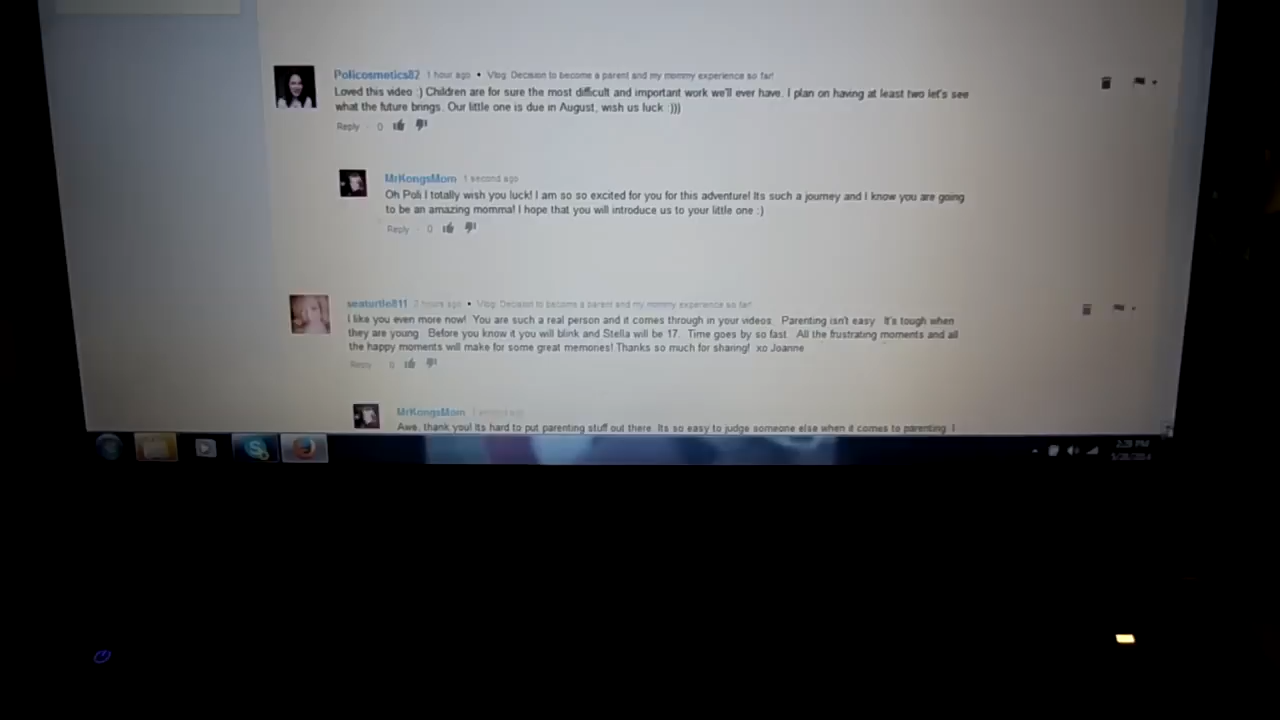 Policosmetics82 1 hour ago • Vlog: Decision to become a parent and my mommy experience so far!
Loved this video :) Children are for sure the most difficult and important work we'll ever have. I plan on having at least two let's see
what the future brings. Our little one is due in August, wish us luck :)))
Reply · 0
MrKongsMom 1 second ago
Oh Poli I totally wish you luck! I am so so excited for you for this adventure! Its such a journey and I know you are going
to be an amazing momma! I hope that you will introduce us to your little one :)
Reply · 0
seaturtle811 2 hours ago • Vlog: Decision to become a parent and my mommy experience so far!
I like you even more now! You are such a real person and it comes through in your videos. Parenting isn't easy. It's tough when
they are young. Before you know it you will blink and Stella will be 17. Time goes by so fast. All the frustrating moments and all
the happy moments will make for some great memories! Thanks so much for sharing! xo Joanne
Reply · 0
MrKongsMom 1 second ago
Awe, thank you! Its hard to put parenting stuff out there. Its so easy to judge someone else when it comes to parenting. I
2:28 PM